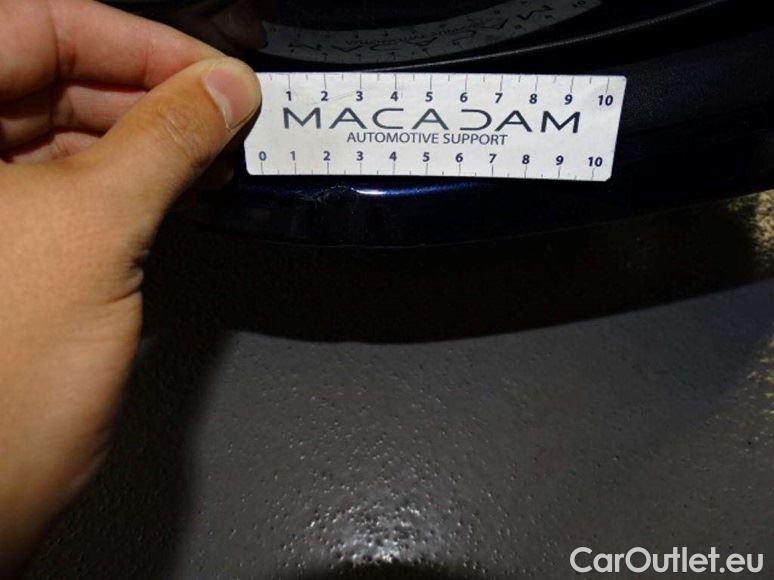 1 2 3 4 5 6 7 8 9 10
MACADAM
AUTOMOTIVE SUPPORT
0 1 2 3 4 5 6 7 8 9 10
CarOutlet.eu